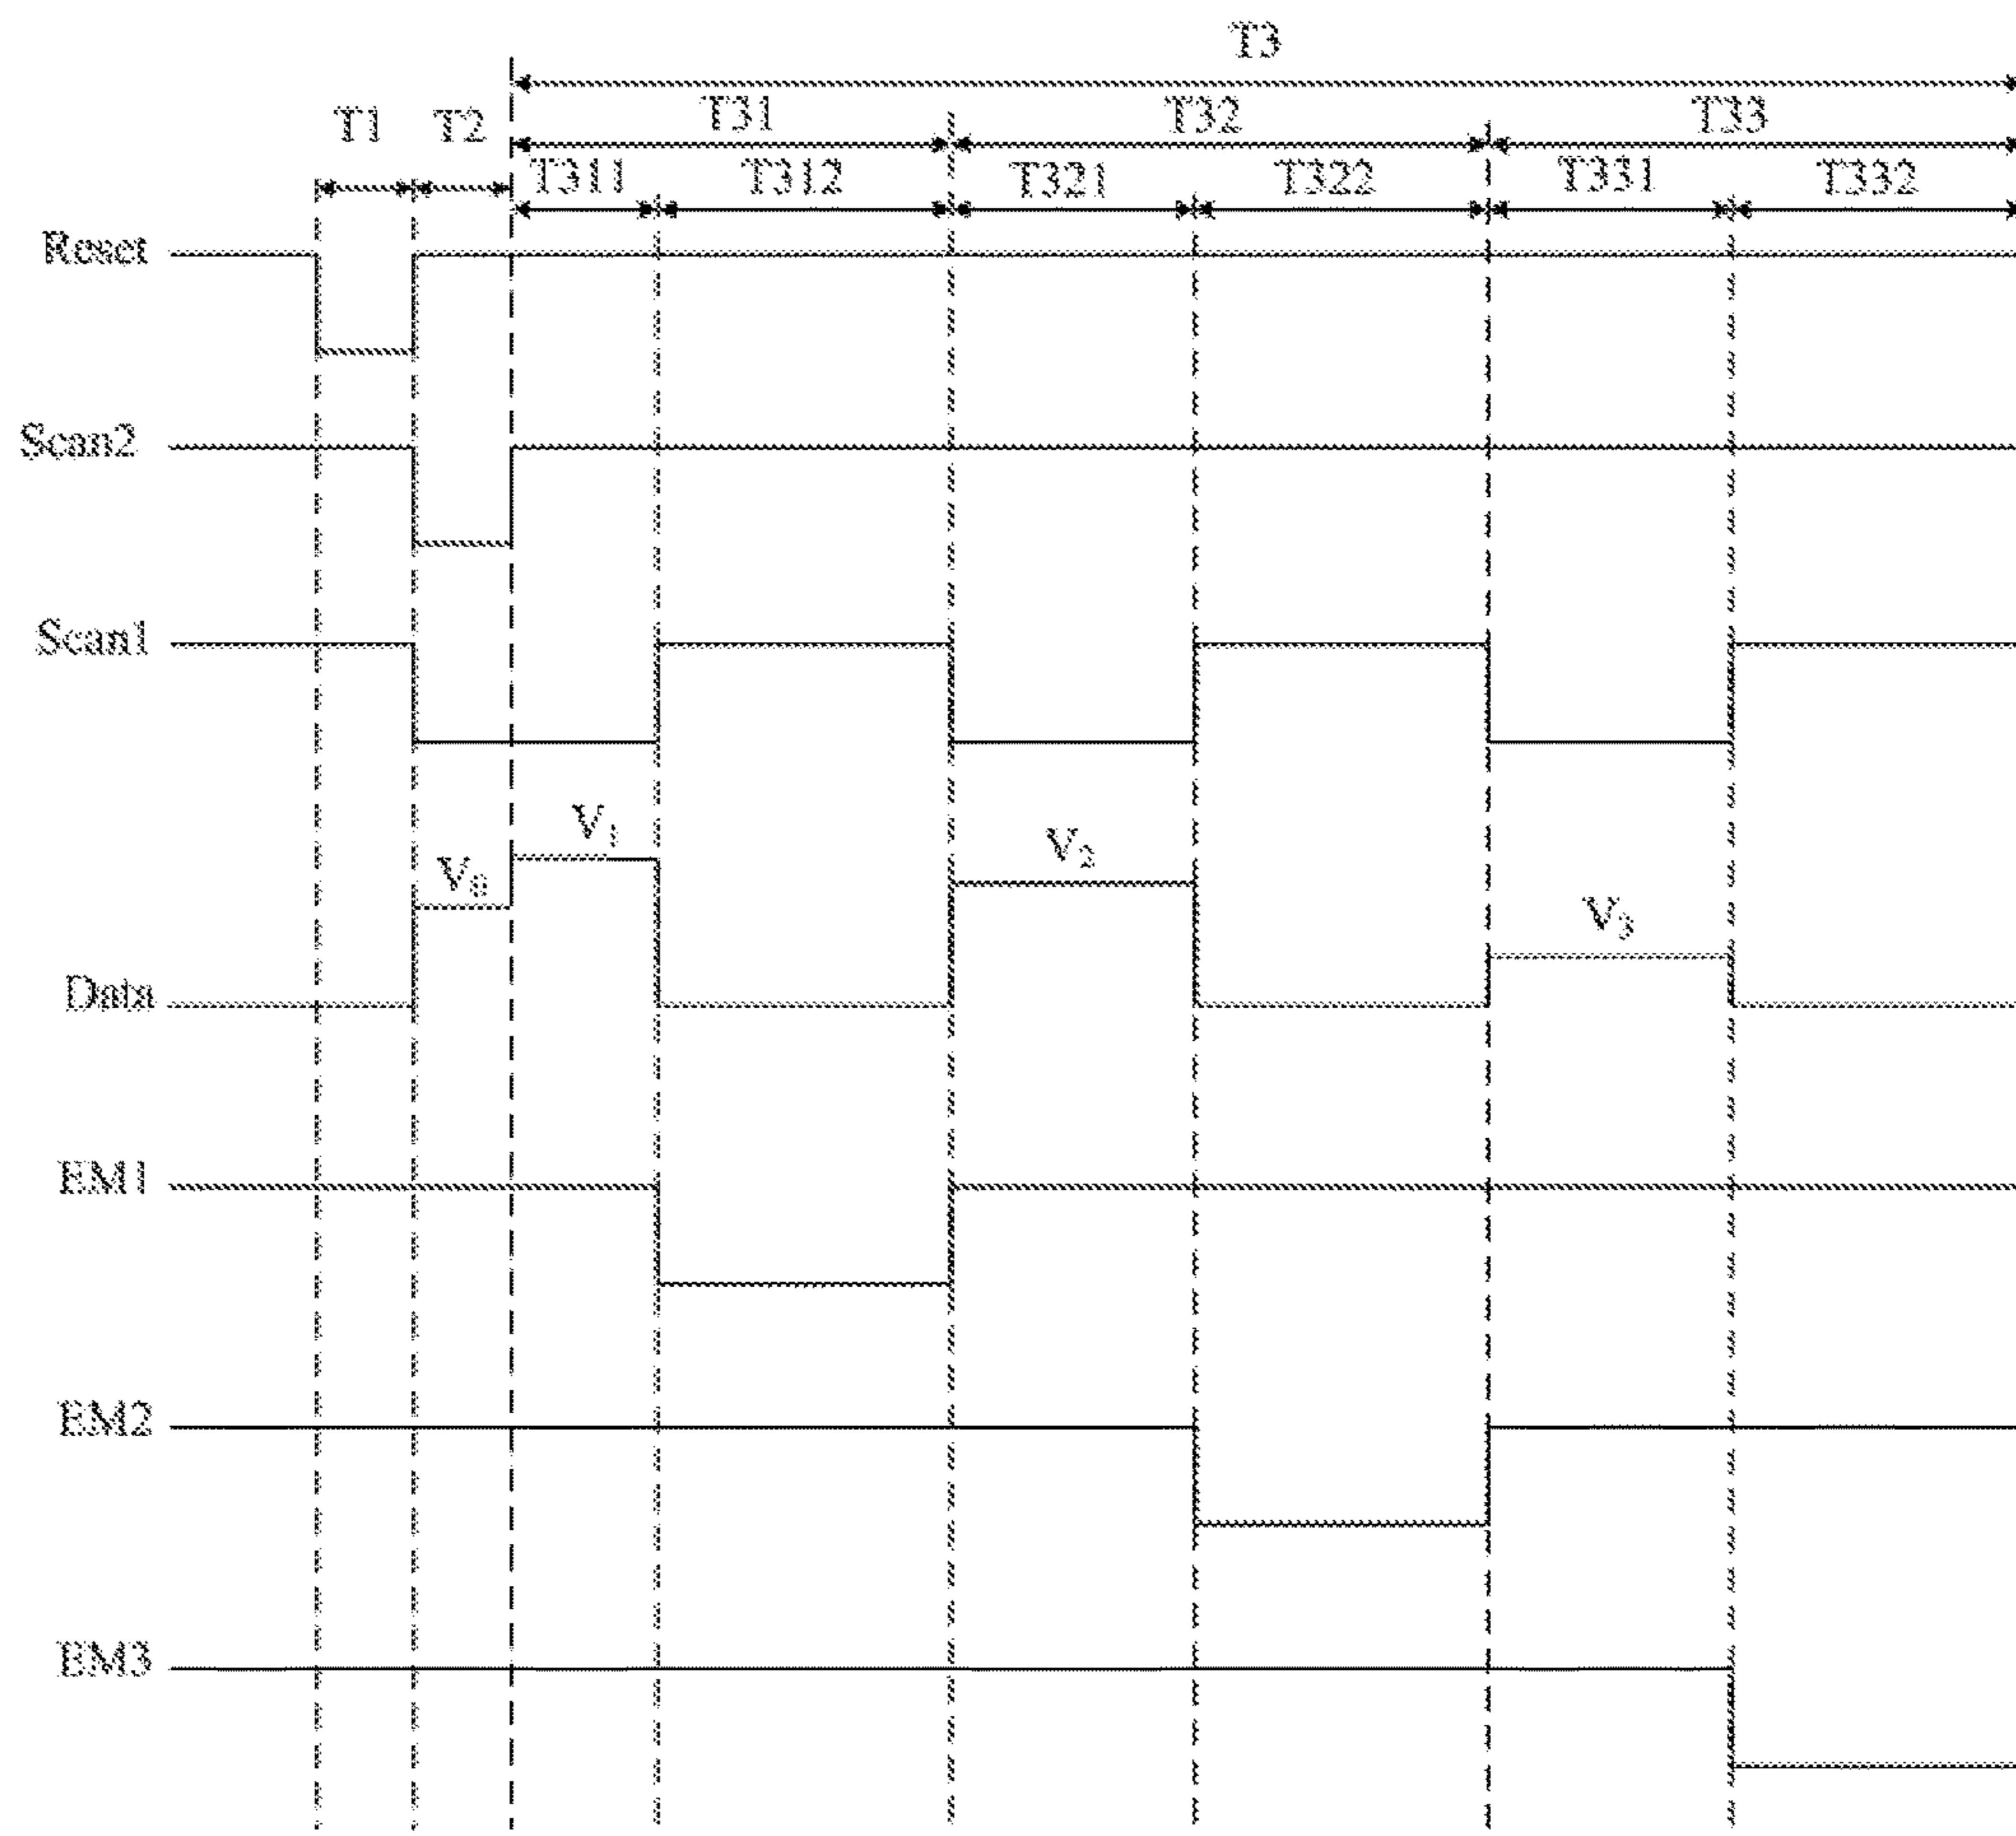 T3
T1 T2 T31 T32 T33
T311 T312 T321 T322 T331 T332
Reset
Scan2
Scan1
V₁
V₂
V₀
V₃
Data
EM1
EM2
EM3